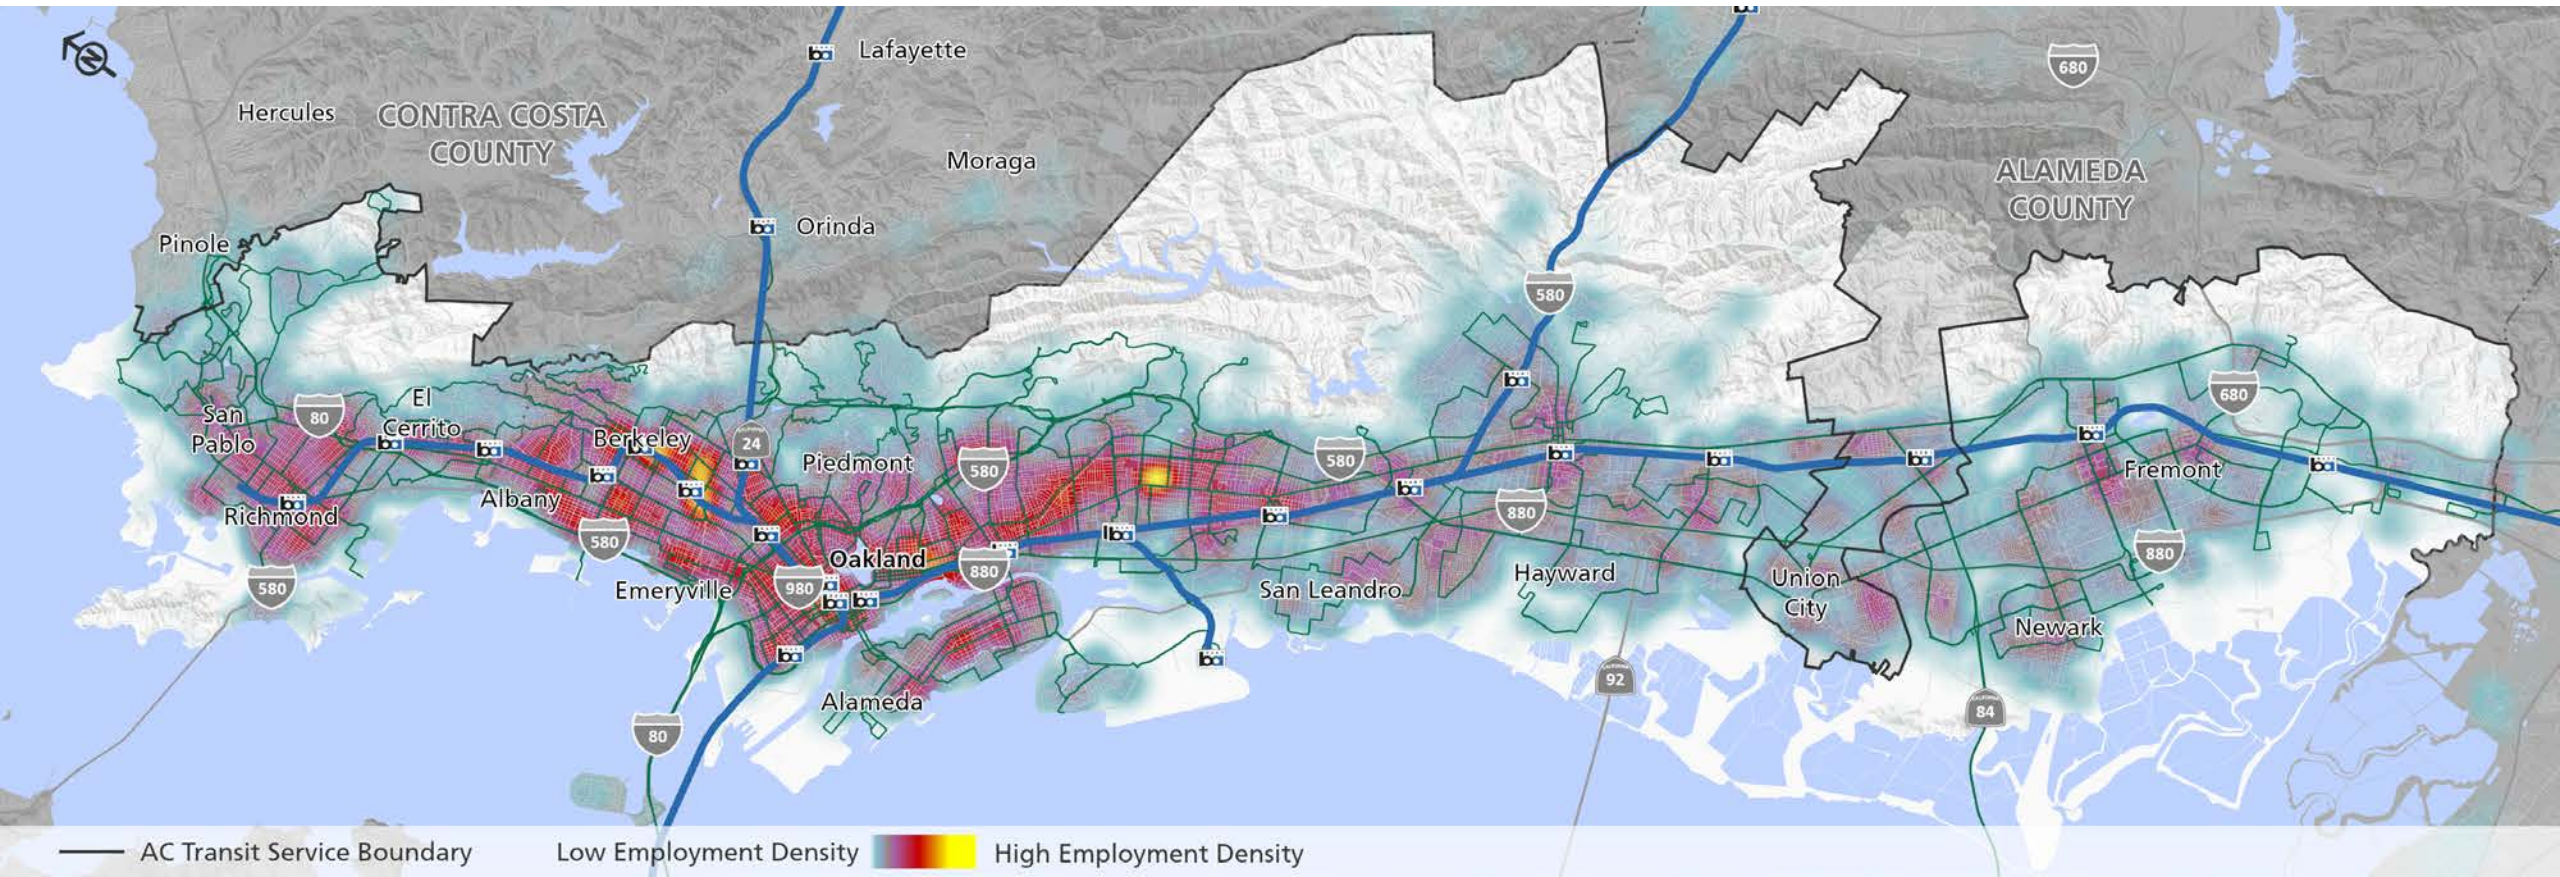 N
Lafayette
680
Hercules
CONTRA COSTA
COUNTY
Moraga
ALAMEDA
COUNTY
Orinda
Pinole
580
680
80
El
Cerrito
San
Pablo
Berkeley
24
Piedmont
580
580
Fremont
Albany
Richmond
580
880
880
Oakland
880
580
Emeryville
980
San Leandro
Hayward
Union
City
Newark
Alameda
92
84
80
AC Transit Service Boundary
Low Employment Density
High Employment Density